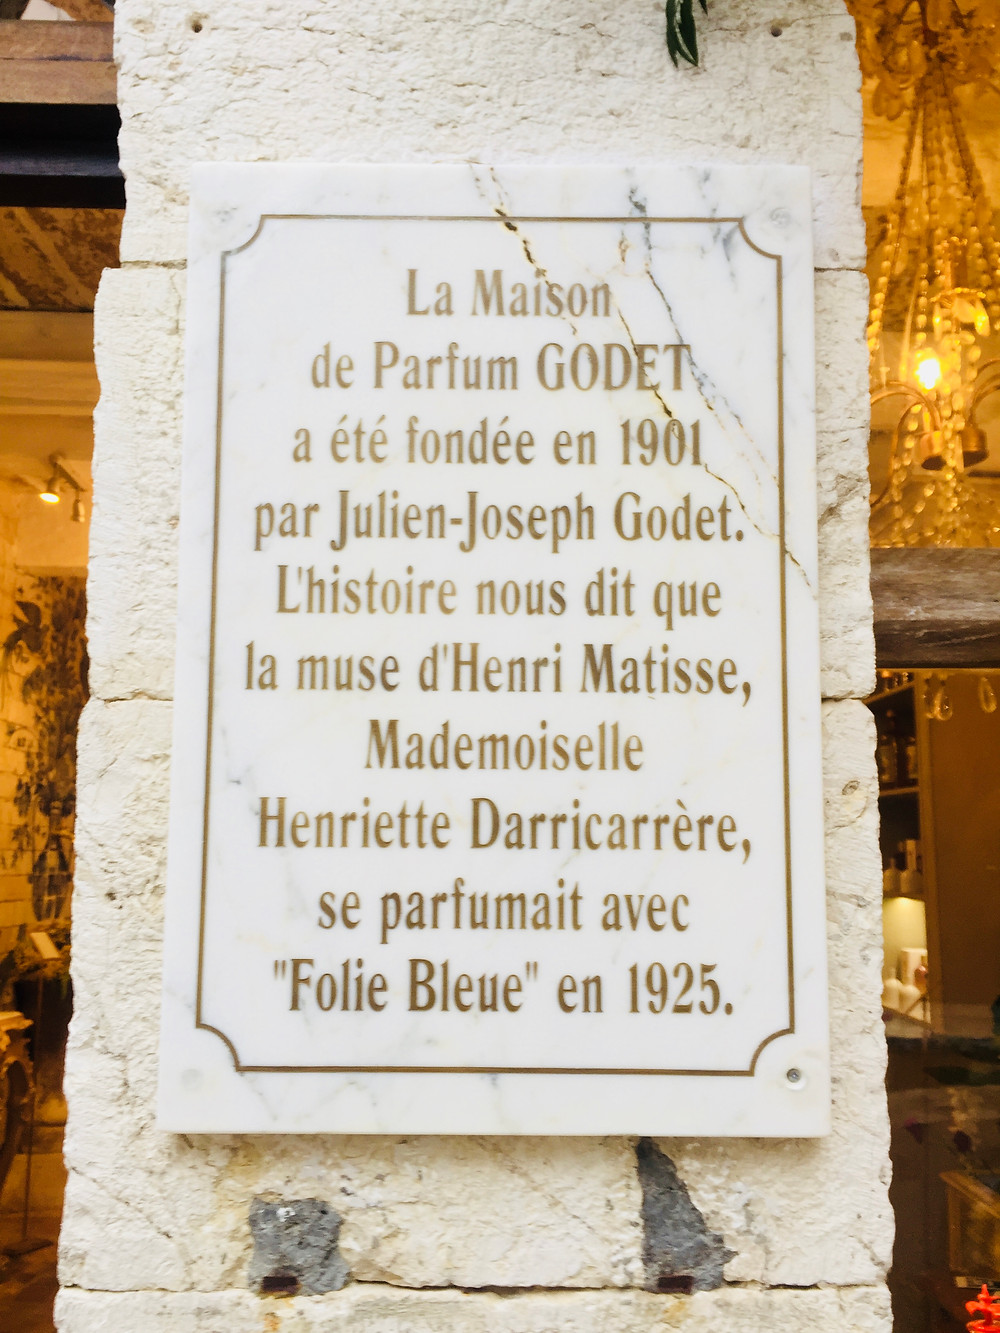 La Maison
de Parfum GODET
a été fondée en 1901
par Julien-Joseph Godet.
L'histoire nous dit que
la muse d'Henri Matisse,
Mademoiselle
Henriette Darricarrère,
se parfumait avec
"Folie Bleue" en 1925.